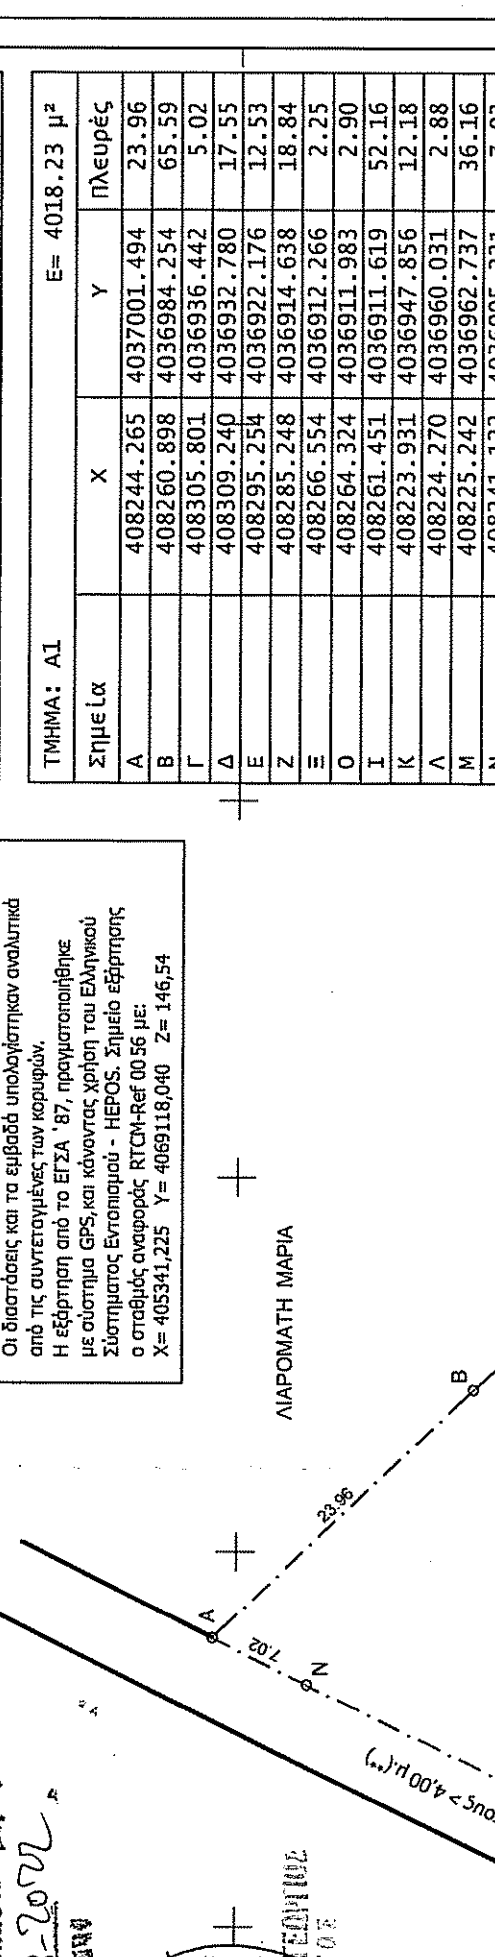 ΤΜΗΜΑ: Α1 Ε= 4018.23 μ²
Σημεία Χ Υ Πλευρές
Α 408244.265 4037001.494 23.96
Β 408260.898 4036984.254 65.59
Γ 408305.801 4036936.442 5.02
Δ 408309.240 4036932.780 17.55
Ε 408295.254 4036922.176 12.53
Ζ 408285.248 4036914.638 18.84
Ξ 408266.554 4036912.266 2.25
Ο 408264.324 4036911.983 2.90
Ι 408261.451 4036911.619 52.16
Κ 408223.931 4036947.856 12.18
Λ 408224.270 4036960.031 2.88
Μ 408225.242 4036962.737 36.16
Οι διαστάσεις και τα εμβαδά υπολογίστηκαν αναλυτικά
από τις συντεταγμένες των κορυφών.
Η εξάρτηση από το ΕΓΣΑ '87, πραγματοποιήθηκε
με σύστημα GPS, και κάνοντας χρήση του Ελληνικού
Σύστηματος Εντοπισμού - HEPOS. Σημείο εξάρτησης
ο σταθμός αναφοράς RTCM-Ref 0056 με:
Χ= 405341,225 Υ= 4069118,040 Ζ= 146,54
ΛΙΑΡΟΜΑΤΗ ΜΑΡΙΑ
Β
23.96
Α
7.02
Ν
> 4,00 μ.(**)